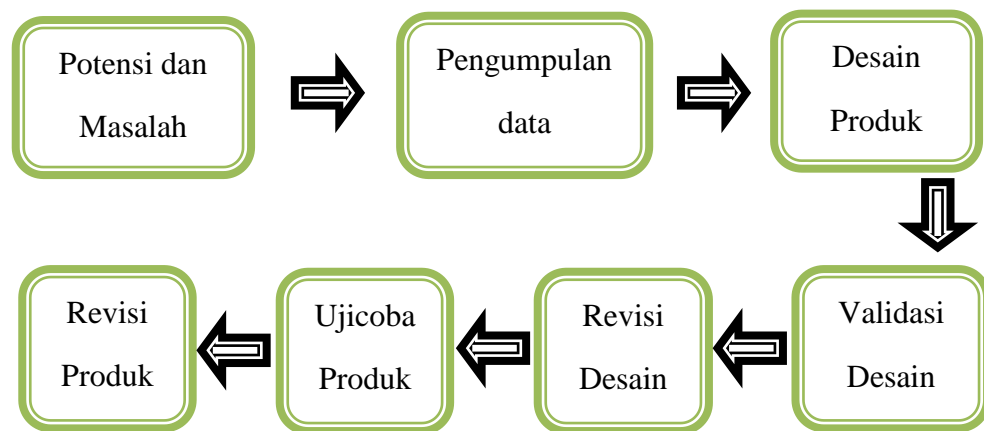 Potensi dan
Masalah
Pengumpulan
data
Desain
Produk
Validasi
Desain
Revisi
Desain
Ujicoba
Produk
Revisi
Produk